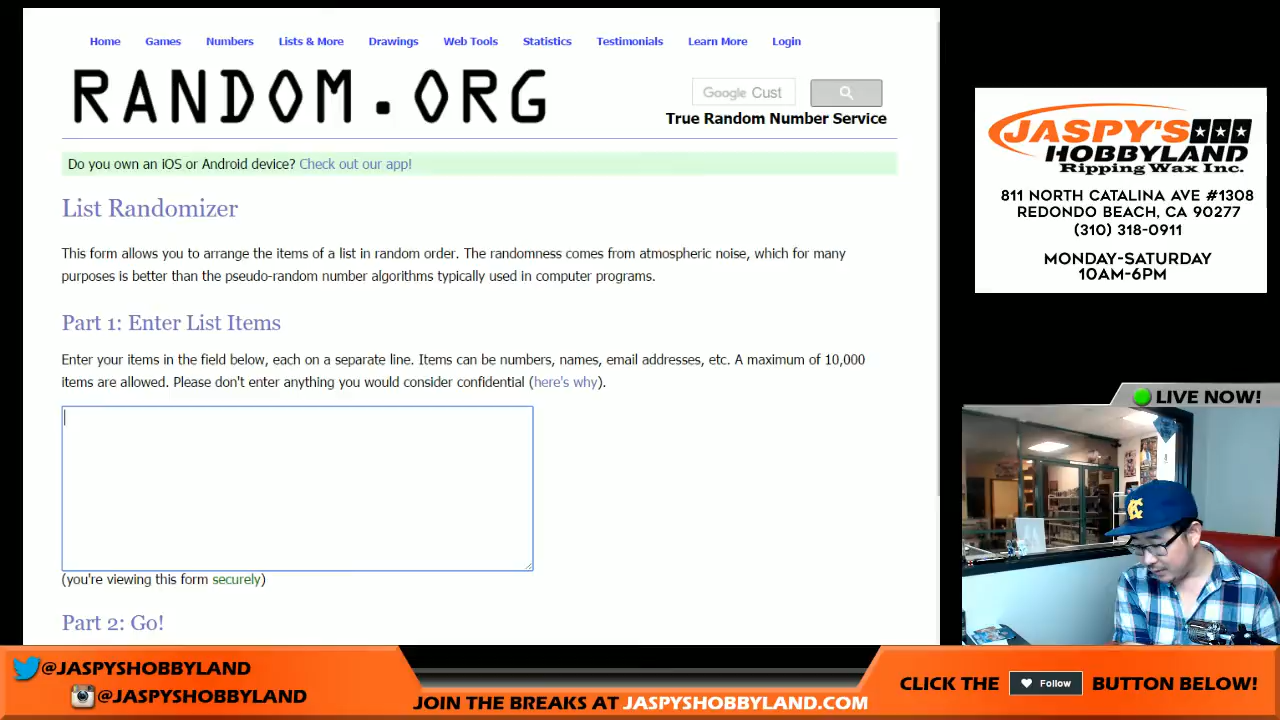 Home Games Numbers Lists & More Drawings Web Tools Statistics Testimonials Learn More Login
RANDOM.ORG
Google Cust
True Random Number Service
Do you own an iOS or Android device? Check out our app!
List Randomizer
This form allows you to arrange the items of a list in random order. The randomness comes from atmospheric noise, which for many
purposes is better than the pseudo-random number algorithms typically used in computer programs.
Part 1: Enter List Items
Enter your items in the field below, each on a separate line. Items can be numbers, names, email addresses, etc. A maximum of 10,000
items are allowed. Please don't enter anything you would consider confidential (here's why).
(you're viewing this form securely)
Part 2: Go!
JASPY'S
HOBBYLAND
Ripping Wax Inc.
811 NORTH CATALINA AVE #1308
REDONDO BEACH, CA 90277
(310) 318-0911
MONDAY-SATURDAY
10AM-6PM
LIVE NOW!
@JASPYSHOBBYLAND
@JASPYSHOBBYLAND
JOIN THE BREAKS AT JASPYSHOBBYLAND.COM
CLICK THE Follow BUTTON BELOW!